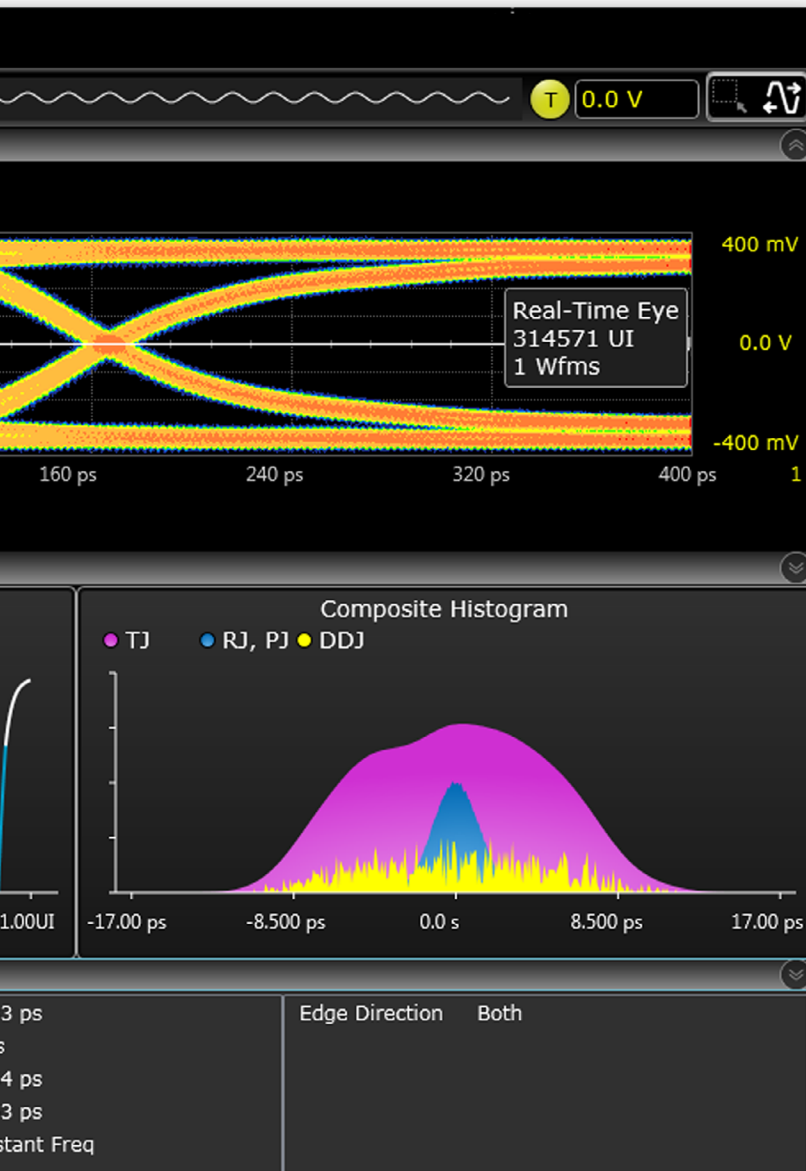 T 0.0 V
400 mV
Real-Time Eye
314571 UI
1 Wfms
0.0 V
-400 mV
160 ps 240 ps 320 ps 400 ps 1
Composite Histogram
TJ RJ, PJ DDJ
1.00UI -17.00 ps -8.500 ps 0.0 s 8.500 ps 17.00 ps
3 ps Edge Direction Both
s
4 ps
3 ps
stant Freq